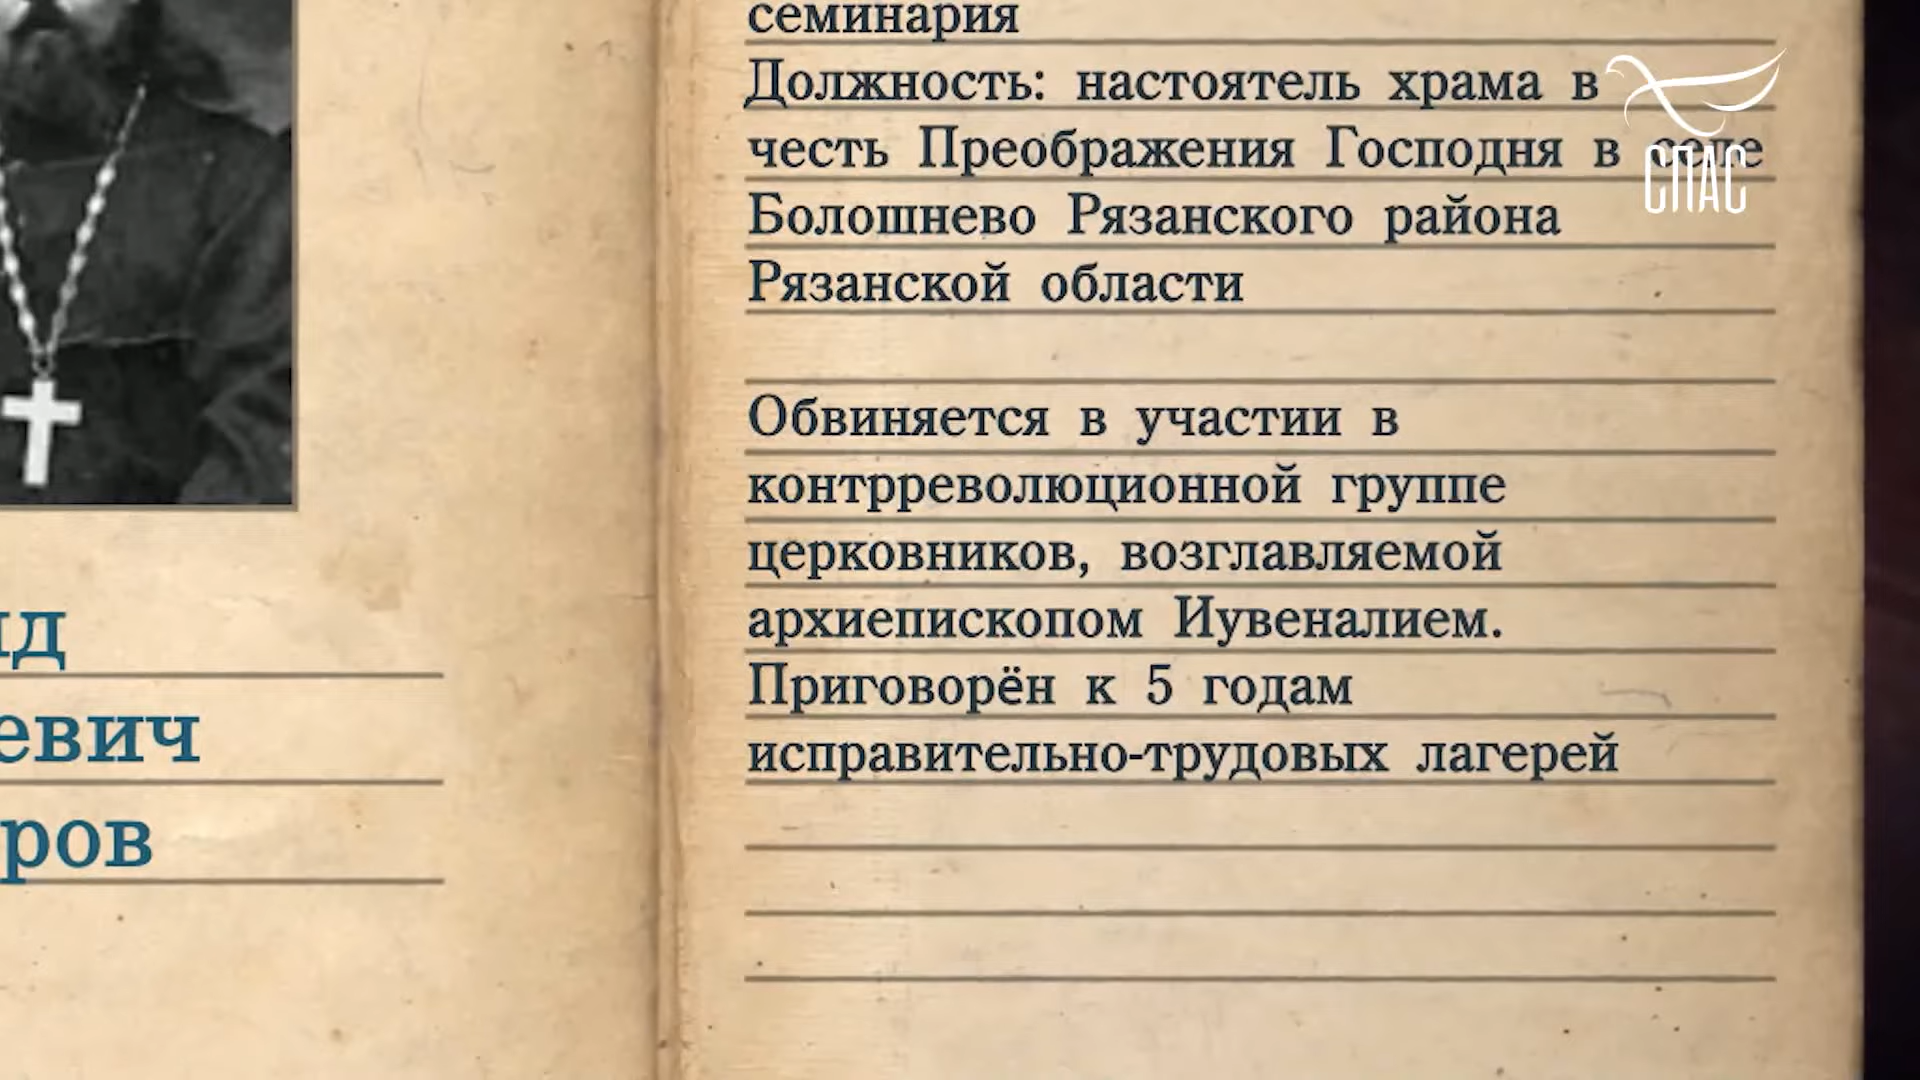 семинария
Должность: настоятель храма в
честь Преображения Господня в
Болошнево Рязанского района
Рязанской области
Обвиняется в участии в
контрреволюционной группе
церковников, возглавляемой
архиепископом Иувеналием.
Приговорён к 5 годам
исправительно-трудовых лагерей
евич
ров
СПАС